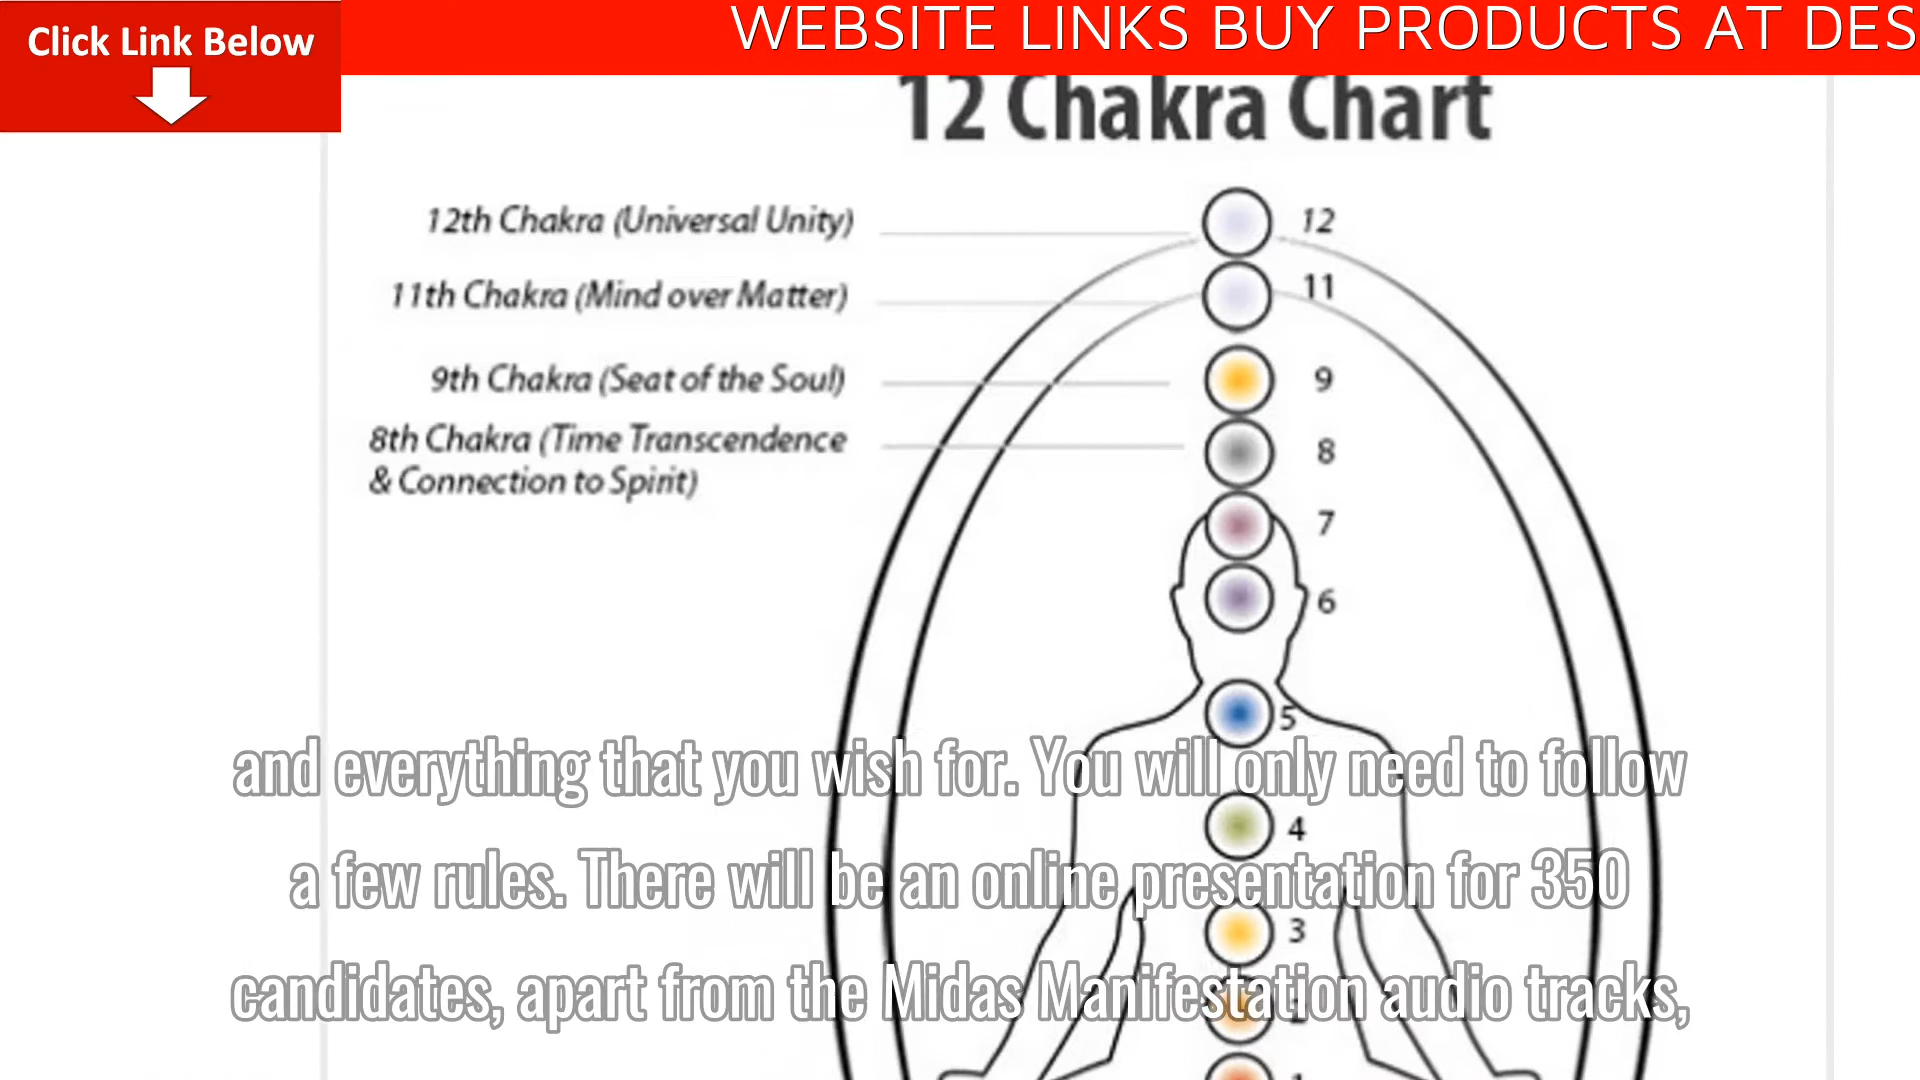 Click Link Below
WEBSITE LINKS BUY PRODUCTS AT DES
12 Chakra Chart
12th Chakra (Universal Unity)
12
11th Chakra (Mind over Matter)
11
9th Chakra (Seat of the Soul)
9
8th Chakra (Time Transcendence
& Connection to Spirit)
8
7
6
5
and everything that you wish for. You will only need to follow
4
a few rules. There will be an online presentation for 350
3
candidates, apart from the Midas Manifestation audio tracks,
2
1